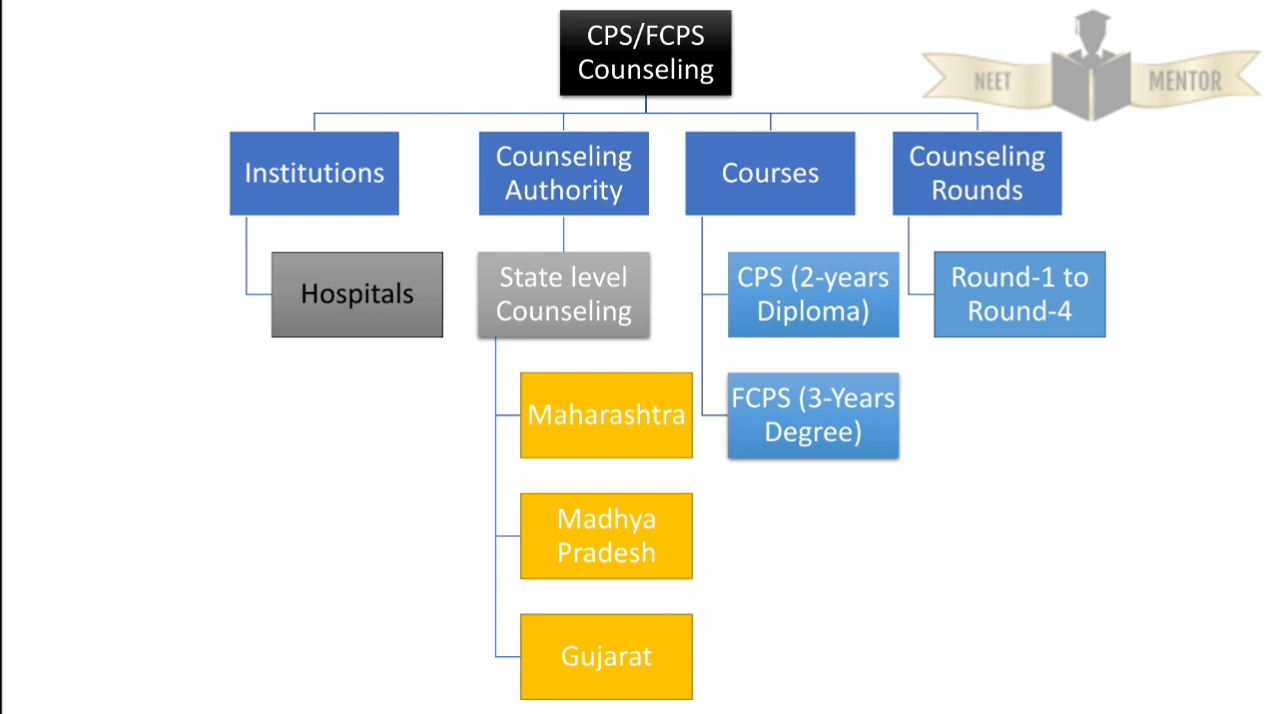 CPS/FCPS
Counseling
NEET
MENTOR
Institutions
Counseling
Authority
Courses
Counseling
Rounds
Hospitals
State level
Counseling
CPS (2-years
Diploma)
Round-1 to
Round-4
Maharashtra
FCPS (3-Years
Degree)
Madhya
Pradesh
Gujarat